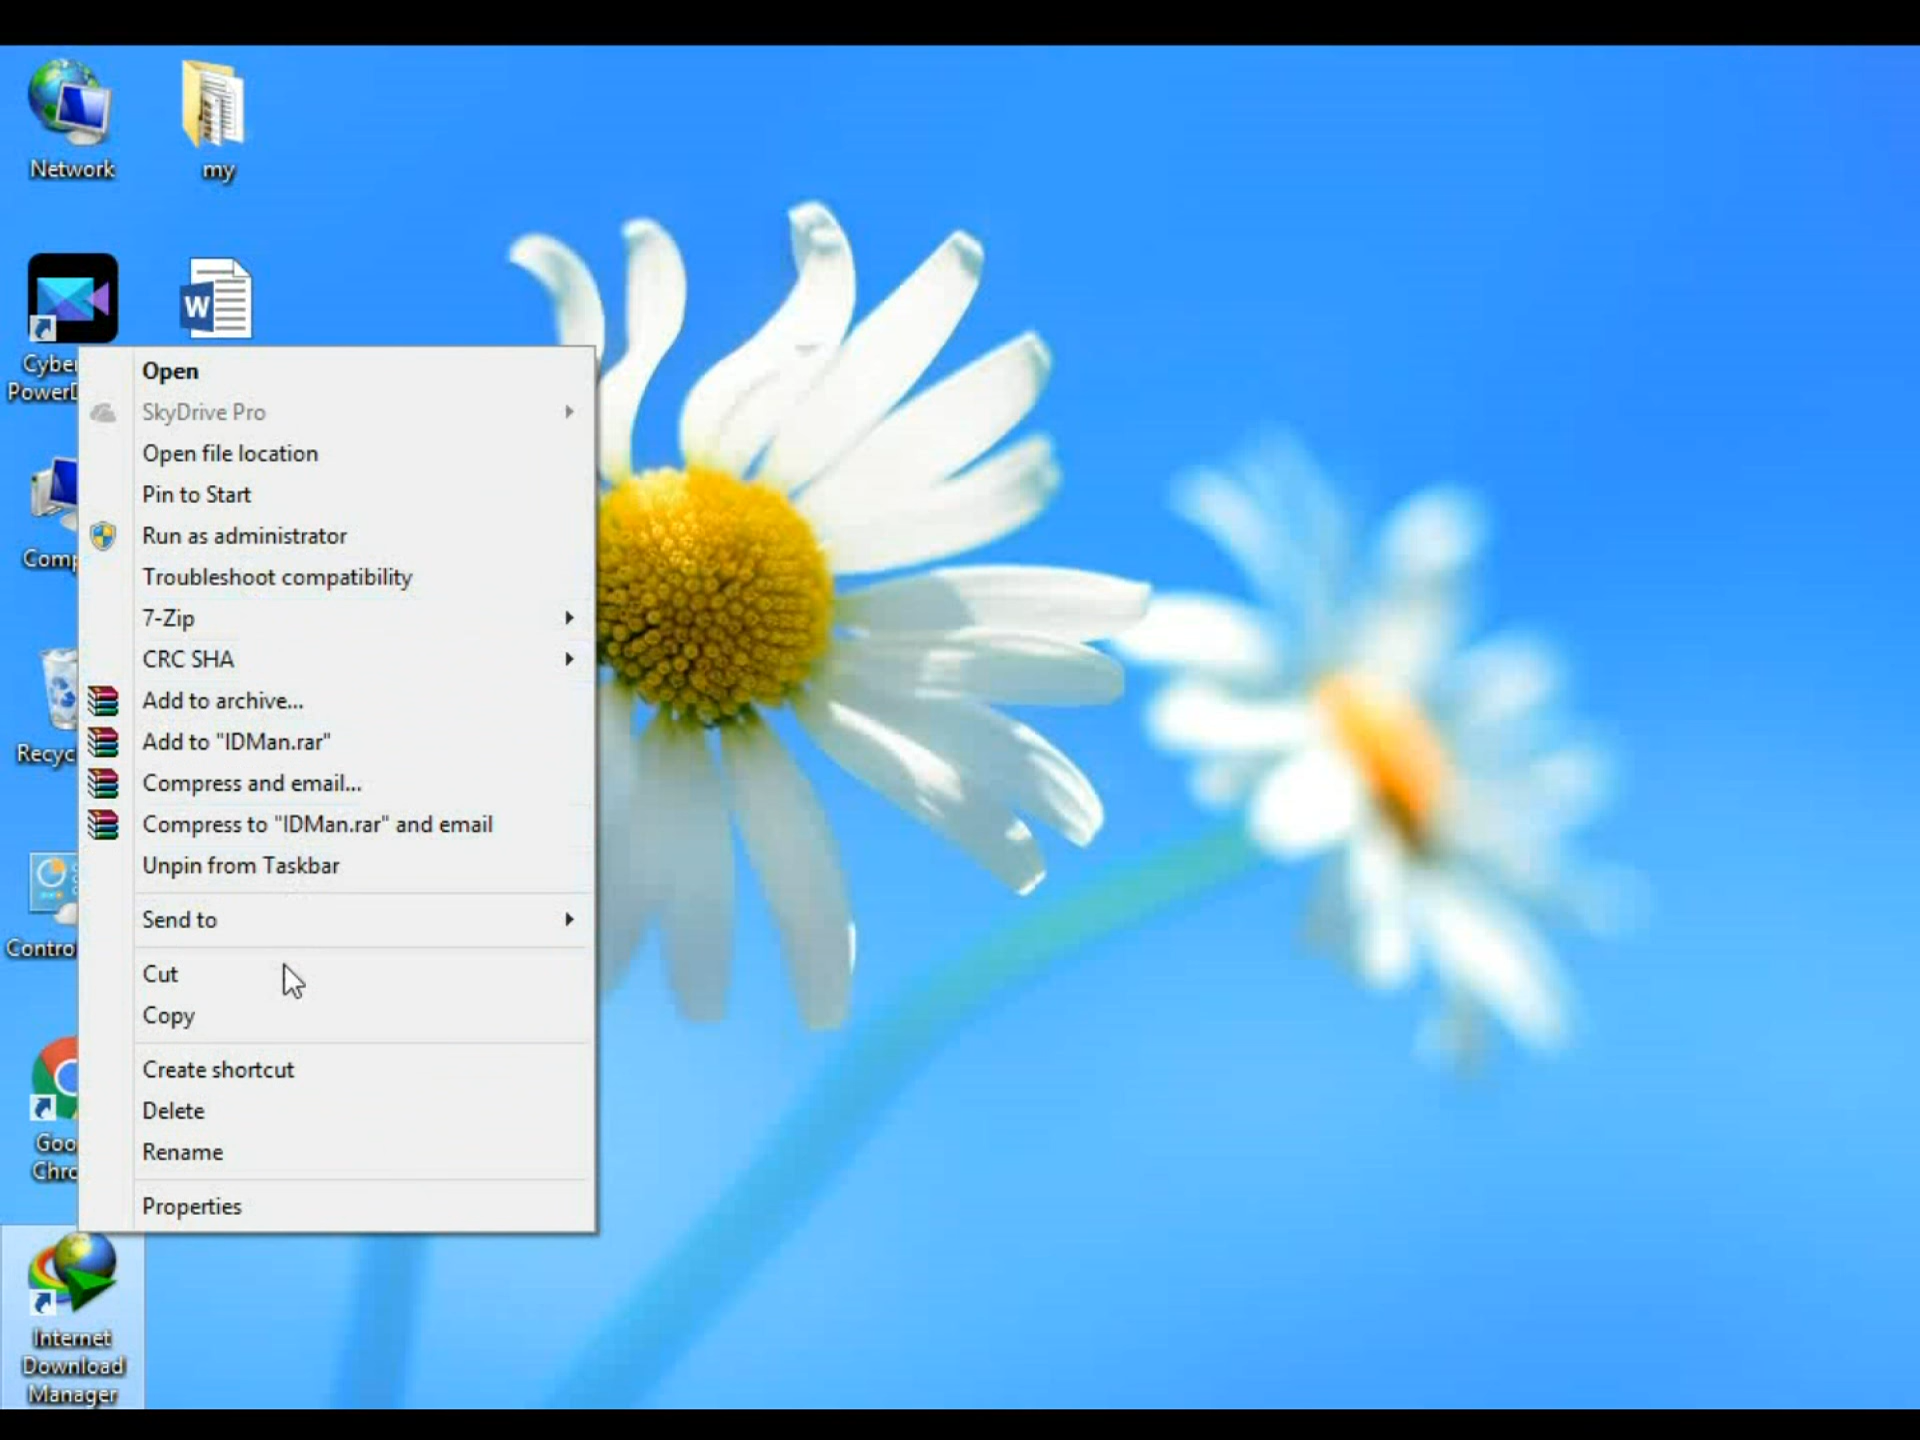 Network
my
W
Open
SkyDrive Pro
Open file location
Pin to Start
Run as administrator
Troubleshoot compatibility
7-Zip
CRC SHA
Add to archive...
Add to "IDMan.rar"
Compress and email...
Compress to "IDMan.rar" and email
Unpin from Taskbar
Send to
Cut
Copy
Create shortcut
Delete
Rename
Properties
Internet
Download
Manager